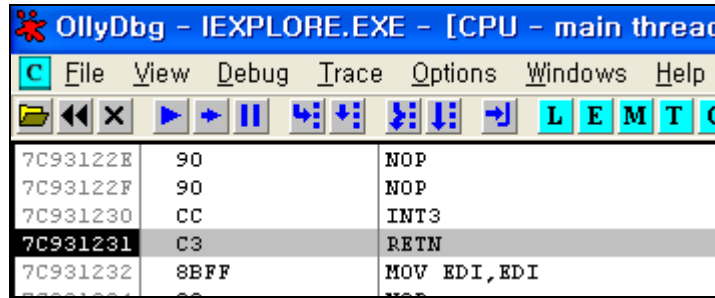 OllyDbg - IEXPLORE.EXE - [CPU - main thread
C File View Debug Trace Options Windows Help
L E M T
7C93122E 90 NOP
7C93122F 90 NOP
7C931230 CC INT3
7C931231 C3 RETN
7C931232 8BFF MOV EDI,EDI